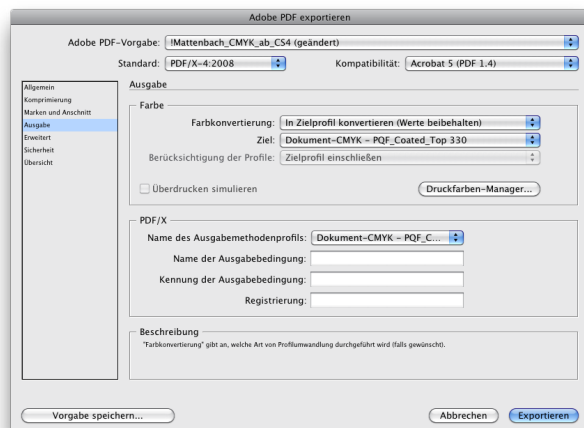 Adobe PDF exportieren
Adobe PDF-Vorgabe: !Mattenbach_CMYK_ab_CS4 (geändert)
Standard: PDF/X-4:2008 Kompatibilität: Acrobat 5 (PDF 1.4)
Allgemein
Komprimierung
Marken und Anschnitt
Ausgabe
Erweitert
Sicherheit
Übersicht
Ausgabe
Farbe
Farbkonvertierung: In Zielprofil konvertieren (Werte beibehalten)
Ziel: Dokument-CMYK - PQF_Coated_Top 330
Berücksichtigung der Profile: Zielprofil einschließen
Überdrucken simulieren Druckfarben-Manager...
PDF/X
Name des Ausgabemethodenprofils: Dokument-CMYK - PQF_C...
Name der Ausgabebedingung:
Kennung der Ausgabebedingung:
Registrierung:
Beschreibung
"Farbkonvertierung" gibt an, welche Art von Profilumwandlung durchgeführt wird (falls gewünscht).
Vorgabe speichern... Abbrechen Exportieren